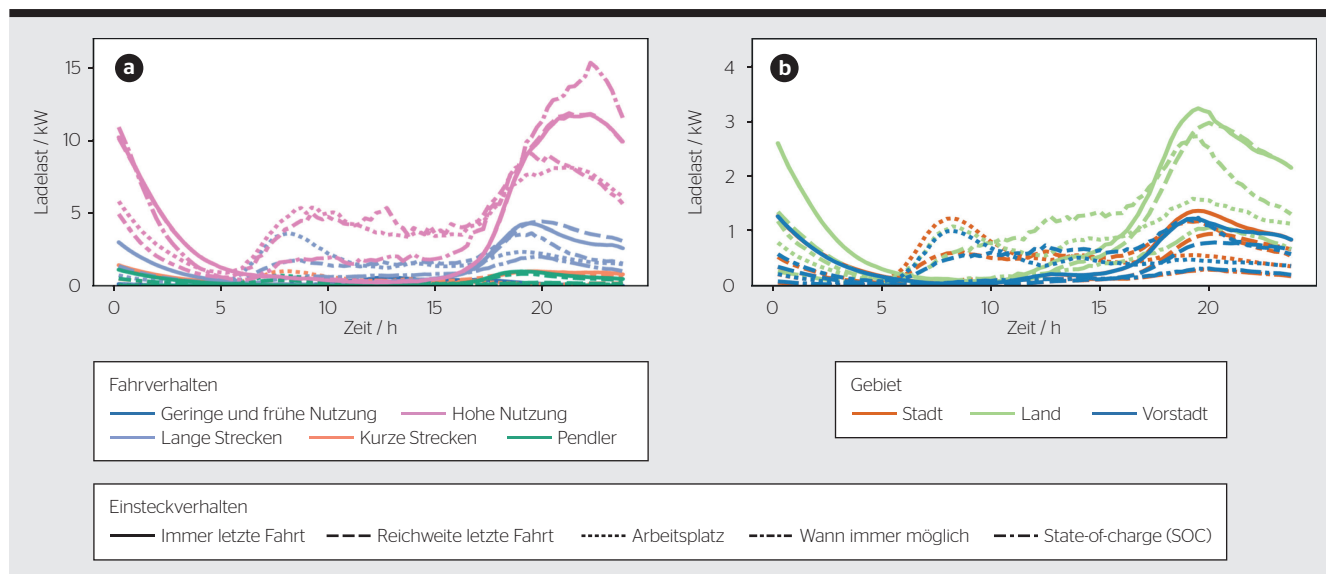 a
15
10
5
0
Ladelast / kW
0 5 10 15 20
Zeit / h
b
4
3
2
1
0
Ladelast / kW
0 5 10 15 20
Zeit / h
Fahrverhalten
Geringe und frühe Nutzung Hohe Nutzung
Lange Strecken Kurze Strecken Pendler
Gebiet
Stadt Land Vorstadt
Einsteckverhalten
Immer letzte Fahrt Reichweite letzte Fahrt Arbeitsplatz Wann immer möglich State-of-charge (SOC)